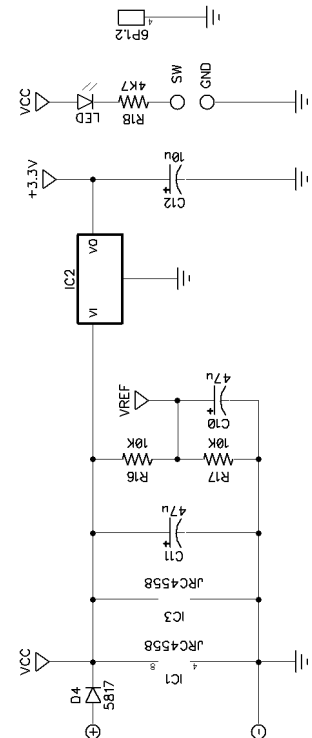 6P1.2
4
VCC
LED
R18
4K7
SW
GND
+3.3V
C12
10u
IC2
VI
VO
VREF
R16
10K
R17
10K
C10
47u
C11
47u
IC3
JRC4558
IC1
JRC4558
8
4
VCC
D4
5817
+
-